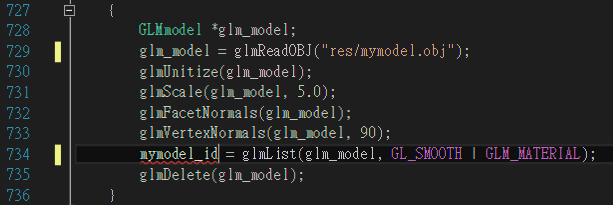 727 {
728 GLMmodel *glm_model;
729 glm_model = glmReadOBJ("res/mymodel.obj");
730 glmUnitize(glm_model);
731 glmScale(glm_model, 5.0);
732 glmFacetNormals(glm_model);
733 glmVertexNormals(glm_model, 90);
734 mymodel_id = glmList(glm_model, GL_SMOOTH | GLM_MATERIAL);
735 glmDelete(glm_model);
736 }